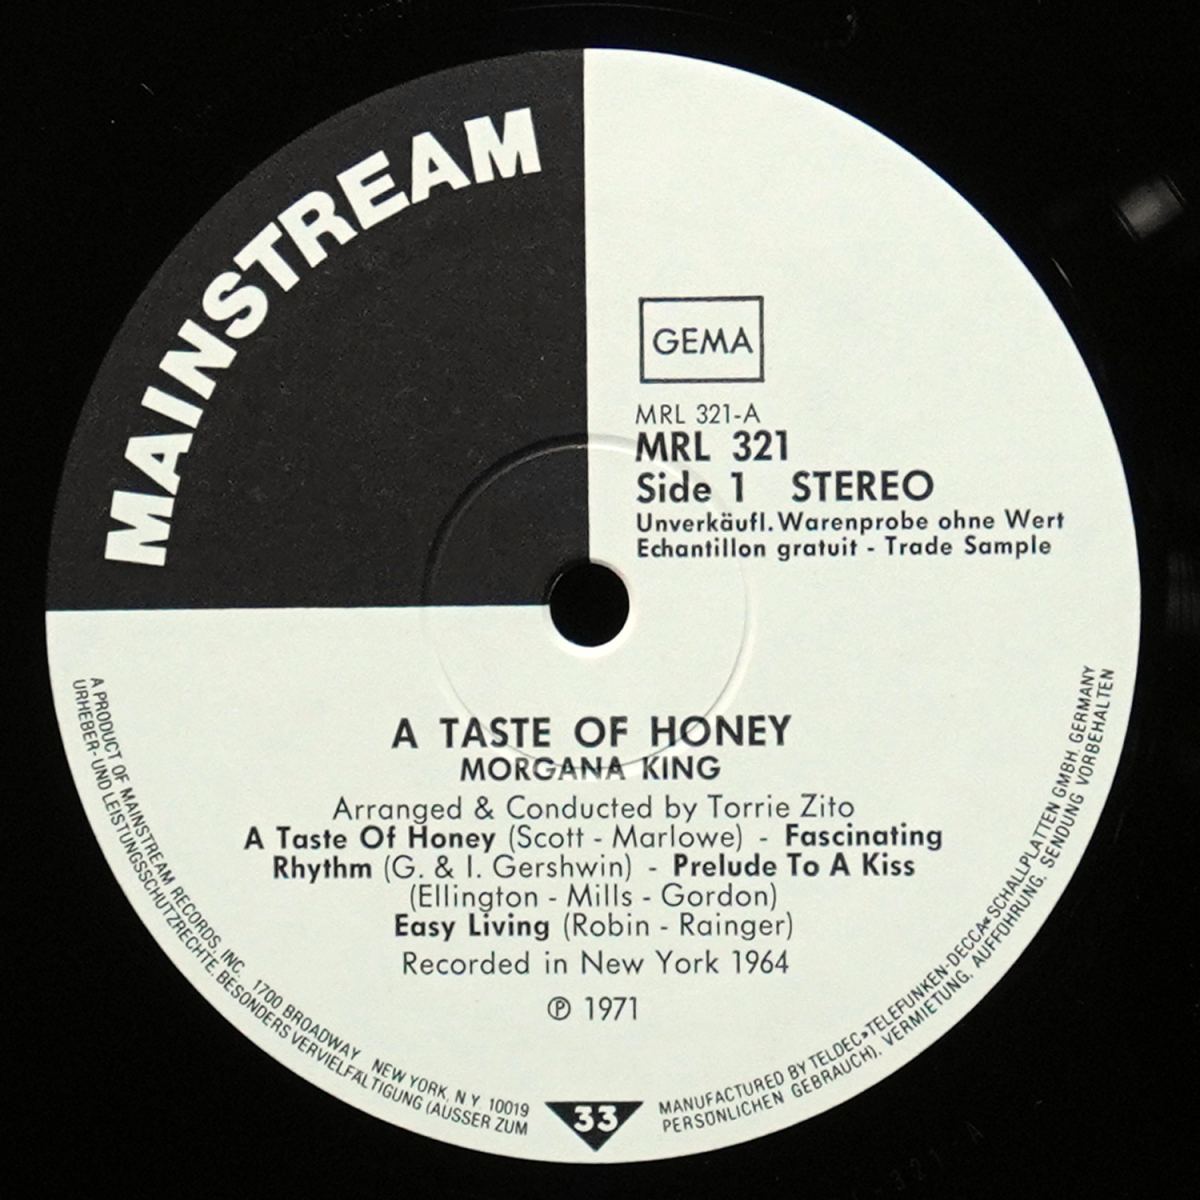 MAINSTREAM
GEMA
MRL 321-A
MRL 321
Side 1 STEREO
Unverkäufl. Warenprobe ohne Wert
Echantillon gratuit - Trade Sample
A TASTE OF HONEY
MORGANA KING
Arranged & Conducted by Torrie Zito
A Taste Of Honey (Scott - Marlowe) - Fascinating
Rhythm (G. & I. Gershwin) - Prelude To A Kiss
(Ellington - Mills - Gordon)
Easy Living (Robin - Rainger)
Recorded in New York 1964
℗ 1971
A PRODUCT OF MAINSTREAM RECORDS, INC. 1700 BROADWAY NEW YORK, N.Y. 10019
URHEBER- UND LEISTUNGSSCHUTZRECHTE. BESONDERS VERVIELFÄLTIGUNG (AUSSER ZUM
33
MANUFACTURED BY TELDEC »TELEFUNKEN-DECCA« SCHALLPLATTEN GMBH. GERMANY
PERSÖNLICHEN GEBRAUCH), VERMIETUNG, AUFFÜHRUNG, SENDUNG VORBEHALTEN